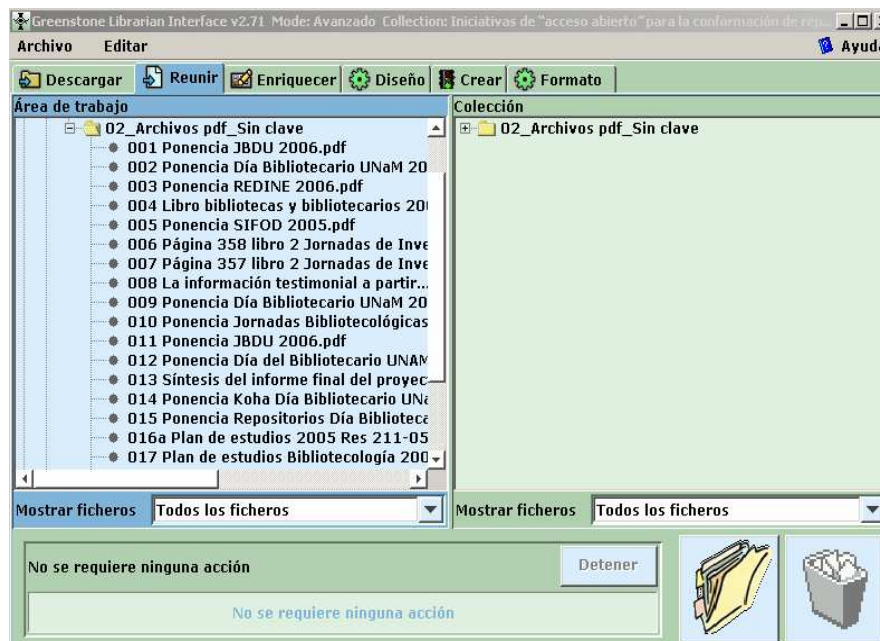 Greenstone Librarian Interface v2.71 Mode: Avanzado Collection: Iniciativas de "acceso abierto" para la conformación de
Archivo Editar Ayuda
Descargar Reunir Enriquecer Diseño Crear Formato
Área de trabajo
02_Archivos pdf_Sin clave
001 Ponencia JBDU 2006.pdf
002 Ponencia Día Bibliotecario UNaM 20
003 Ponencia REDINE 2006.pdf
004 Libro bibliotecas y bibliotecarios 20
005 Ponencia SIFOD 2005.pdf
006 Página 358 libro 2 Jornadas de Inve
007 Página 357 libro 2 Jornadas de Inve
008 La información testimonial a partir...
009 Ponencia Día Bibliotecario UNaM 20
010 Ponencia Jornadas Bibliotecológicas
011 Ponencia JBDU 2006.pdf
012 Ponencia Día del Bibliotecario UNAM
013 Síntesis del informe final del proyec
014 Ponencia Koha Día Bibliotecario UNa
015 Ponencia Repositorios Día Biblioteca
016a Plan de estudios 2005 Res 211-05
017 Plan de estudios Bibliotecología 200
Mostrar ficheros Todos los ficheros
Colección
02_Archivos pdf_Sin clave
Mostrar ficheros Todos los ficheros
No se requiere ninguna acción
Detener
No se requiere ninguna acción